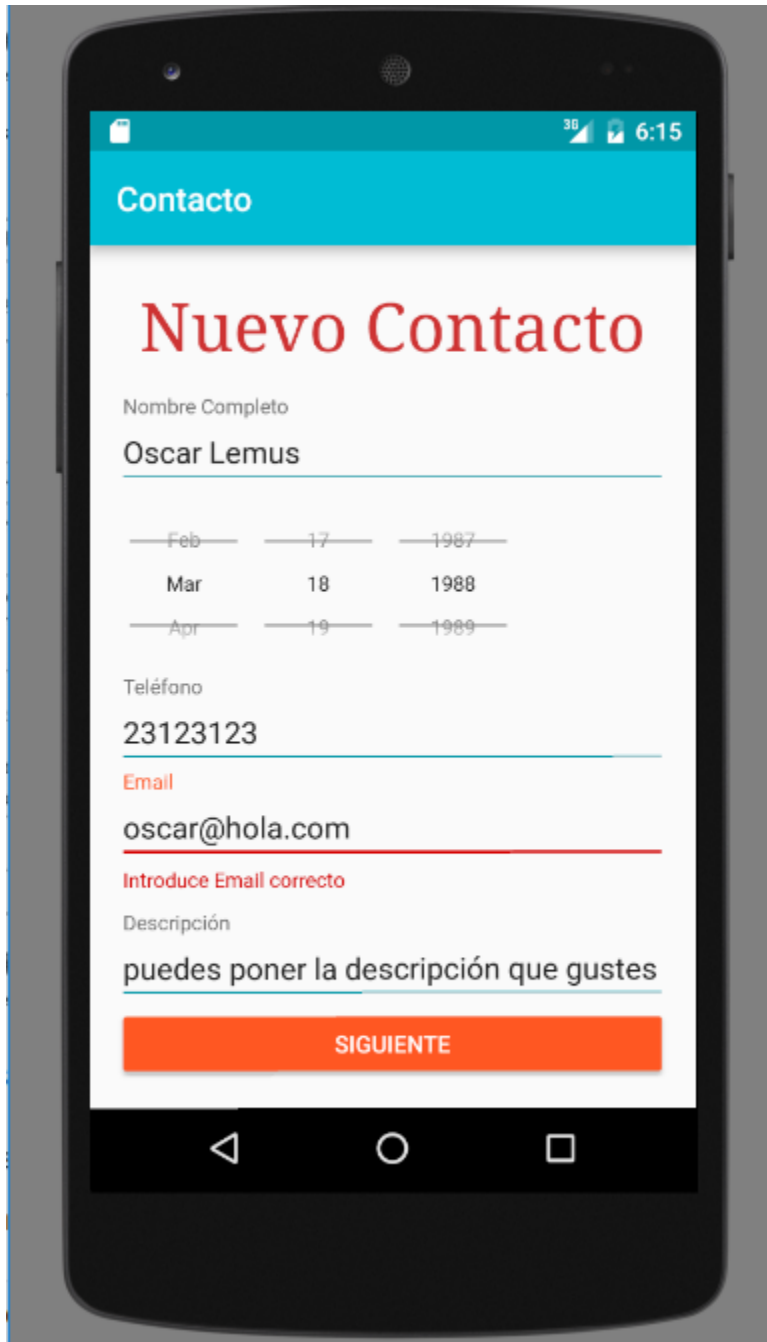 3G 6:15
Contacto
Nuevo Contacto
Nombre Completo
Oscar Lemus
Feb 17 1987
Mar 18 1988
Apr 19 1989
Teléfono
23123123
Email
oscar@hola.com
Introduce Email correcto
Descripción
puedes poner la descripción que gustes
SIGUIENTE